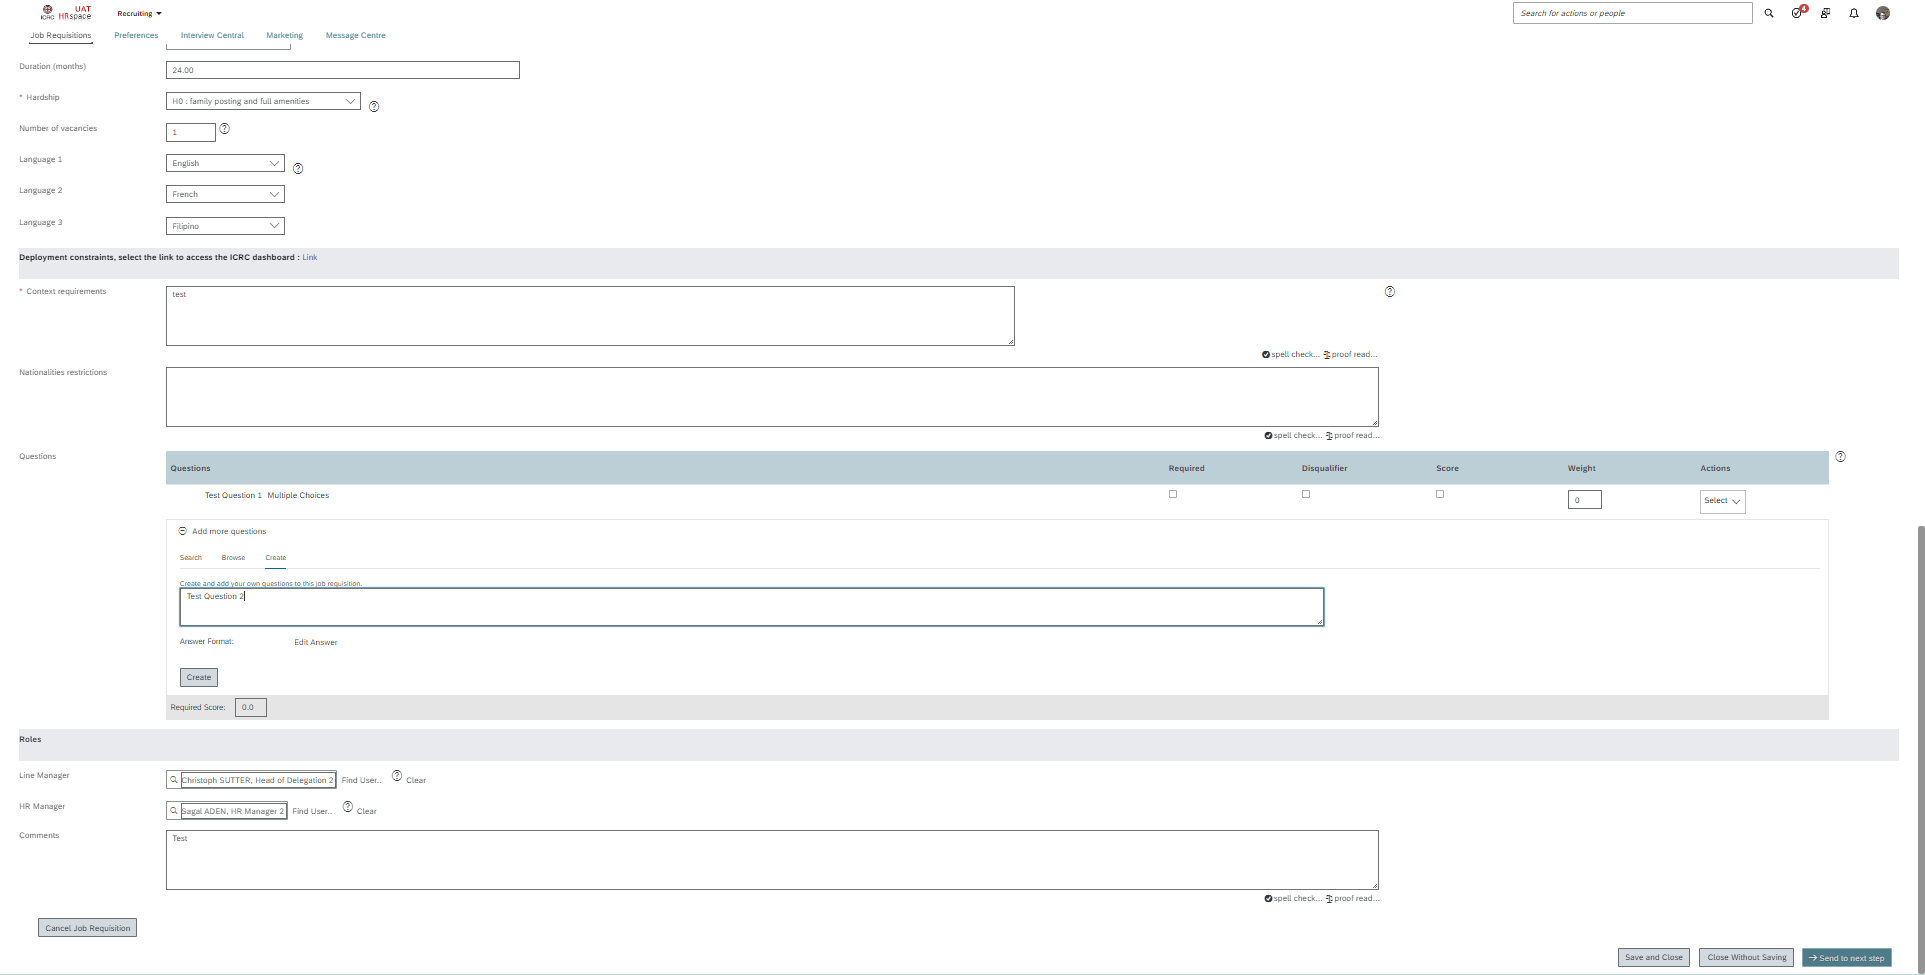 ICRC UAT HRspace Recruiting Search for actions or people 4
Job Requisitions Preferences Interview Central Marketing Message Centre
Duration (months) 24.00
* Hardship H0 : family posting and full amenities
Number of vacancies 1
Language 1 English
Language 2 French
Language 3 Filipino
Deployment constraints, select the link to access the ICRC dashboard : Link
* Context requirements test
spell check... proof read...
Nationalities restrictions
spell check... proof read...
Questions
Questions Required Disqualifier Score Weight Actions
Test Question 1 Multiple Choices 0 Select
Add more questions
Search Browse Create
Create and add your own questions to this job requisition.
Test Question 2
Answer Format: Edit Answer
Create
Required Score: 0.0
Roles
Line Manager Christoph SUTTER, Head of Delegation 2 Find User.. Clear
HR Manager Sagal ADEN, HR Manager 2 Find User.. Clear
Comments Test
spell check... proof read...
Cancel Job Requisition
Save and Close Close Without Saving Send to next step